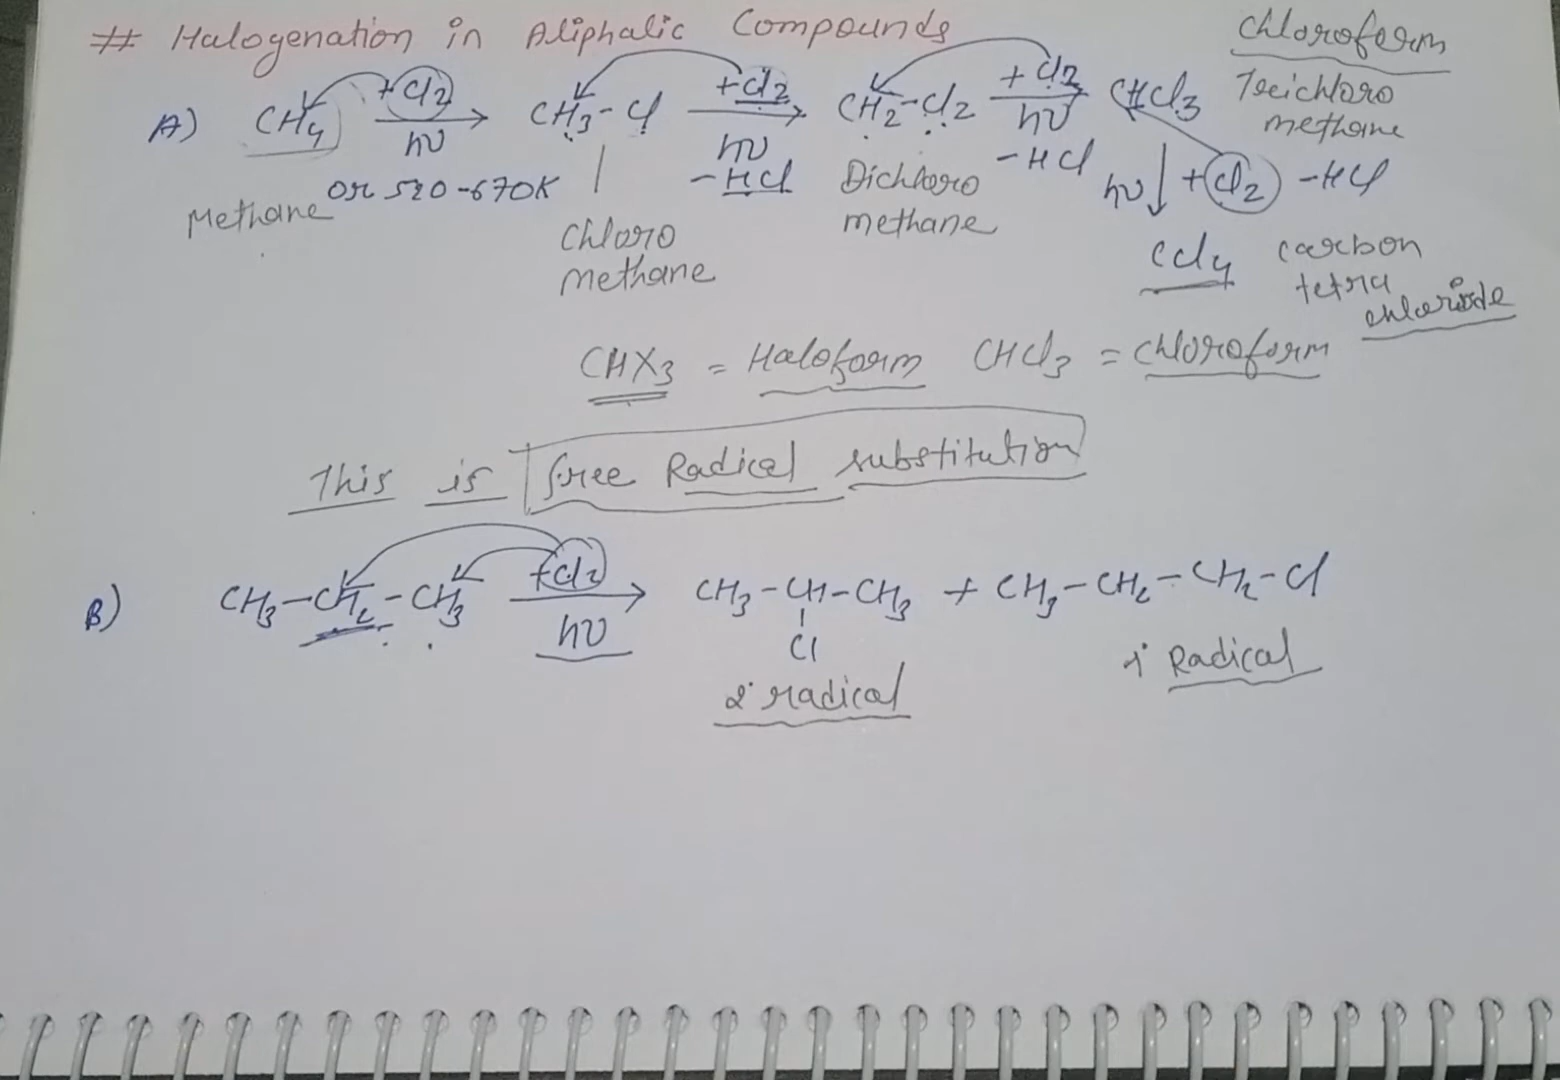 # Halogenation in Aliphalic Compounds
Chloroform
A) CH4 +Cl2 hν CH3-Cl +Cl2 hν CH2-Cl2 +Cl2 hν CHCl3 Trichloro
methane
or 520-670K -HCl -HCl hν +Cl2 -HCl
Methane Chloro Dichloro
methane methane
CCl4 carbon
tetra
chloride
CHX3 = Haloform CHCl3 = Chloroform
This is free Radical substitution
B) CH3-CH2-CH3 +Cl2 hν CH3-CH-CH3 + CH3-CH2-CH2-Cl
Cl
2° radical 1° Radical